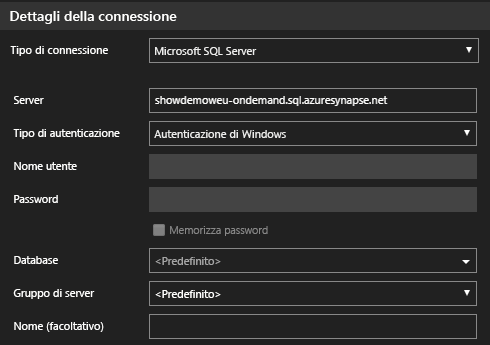 Dettagli della connessione
Tipo di connessione
Microsoft SQL Server
Server
showdemoweu-ondemand.sql.azuresynapse.net
Tipo di autenticazione
Autenticazione di Windows
Nome utente
Password
Memorizza password
Database
<Predefinito>
Gruppo di server
<Predefinito>
Nome (facoltativo)